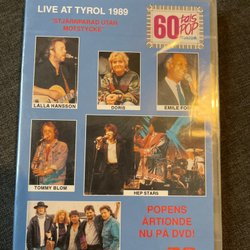 LIVE AT TYROL 1989
"STJÄRNPARAD UTAN
MOTSTYCKE"
60 tals
POP
LALLA HANSSON
DORIS
EMILE FO
TOMMY BLOM
HEP STARS
POPENS
ÅRTIONDE
NU PÅ DVD!